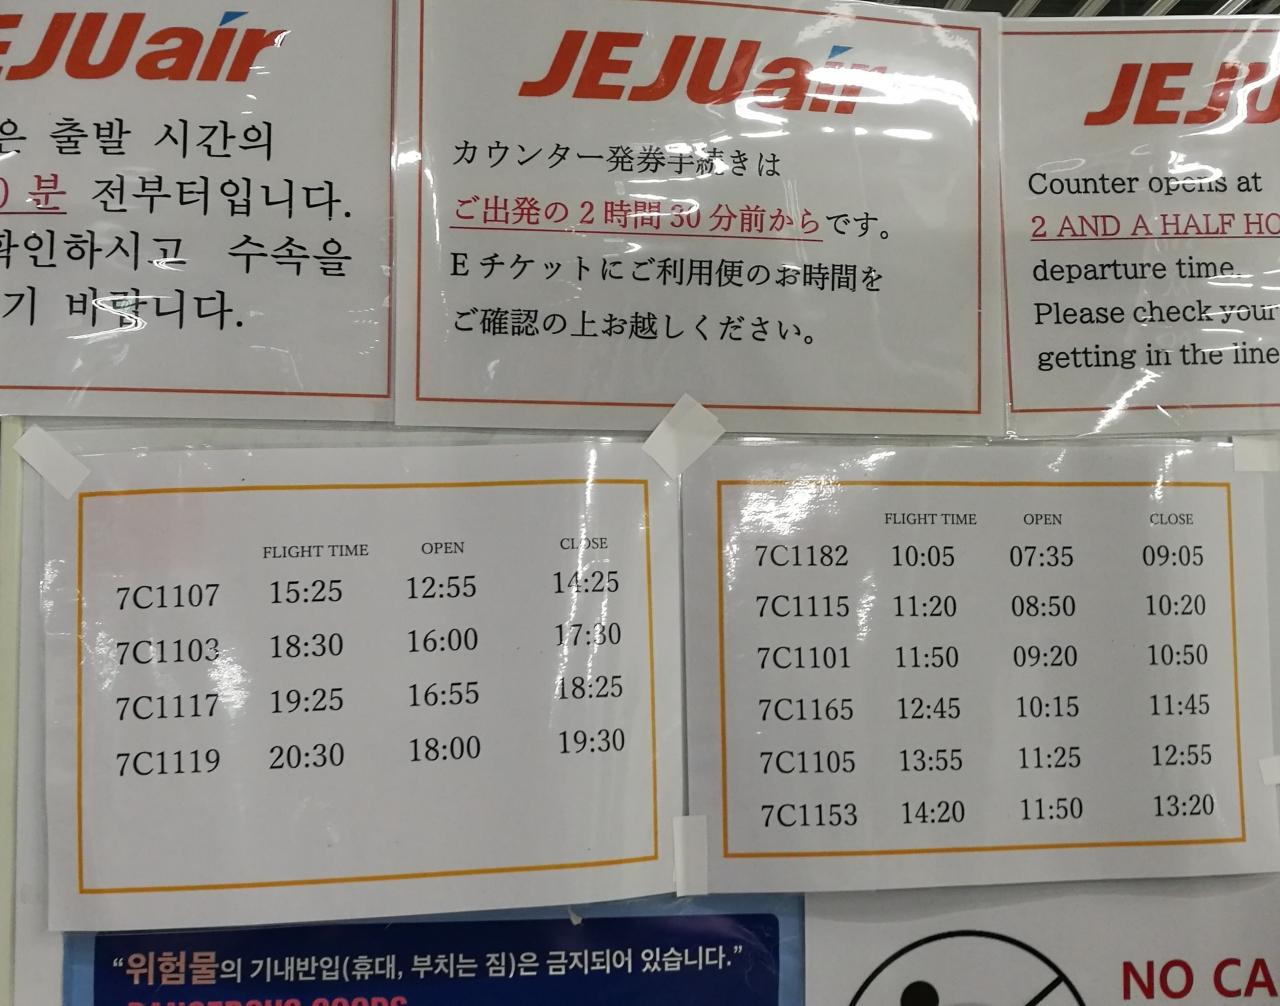 JEJUair
은 출발 시간의
0 분 전부터입니다.
확인하시고 수속을
기 바랍니다.
JEJUair
カウンター発券手続きは
ご出発の 2 時間 30 分前からです。
E チケットにご利用便のお時間を
ご確認の上お越しください。
JEJU
Counter opens at
2 AND A HALF HO
departure time.
Please check your
getting in the line
FLIGHT TIME OPEN CLOSE
7C1107 15:25 12:55 14:25
7C1103 18:30 16:00 17:30
7C1117 19:25 16:55 18:25
7C1119 20:30 18:00 19:30
FLIGHT TIME OPEN CLOSE
7C1182 10:05 07:35 09:05
7C1115 11:20 08:50 10:20
7C1101 11:50 09:20 10:50
7C1165 12:45 10:15 11:45
7C1105 13:55 11:25 12:55
7C1153 14:20 11:50 13:20
“위험물의 기내반입(휴대, 부치는 짐)은 금지되어 있습니다.”
DANGEROUS GOODS
NO CA